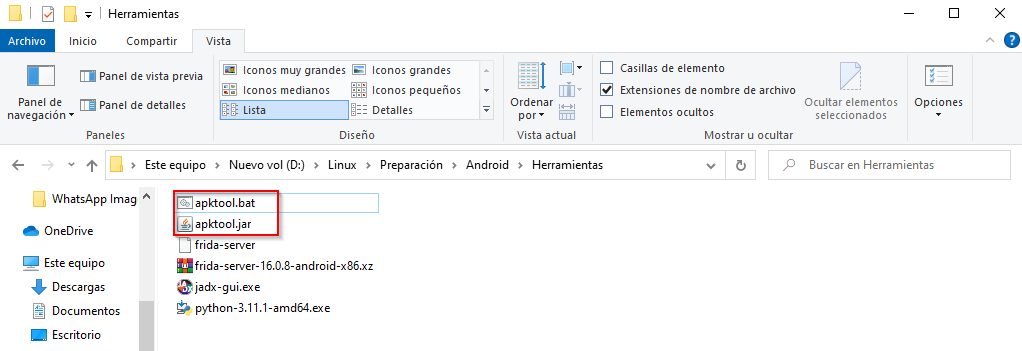 Herramientas
Archivo Inicio Compartir Vista
Panel de navegación
Panel de vista previa
Panel de detalles
Paneles
Iconos muy grandes Iconos grandes
Iconos medianos Iconos pequeños
Lista Detalles
Diseño
Ordenar por
Vista actual
Casillas de elemento
Extensiones de nombre de archivo
Elementos ocultos
Ocultar elementos seleccionados
Mostrar u ocultar
Opciones
Este equipo Nuevo vol (D:) Linux Preparación Android Herramientas
Buscar en Herramientas
WhatsApp Imag
OneDrive
Este equipo
Descargas
Documentos
Escritorio
apktool.bat
apktool.jar
frida-server
frida-server-16.0.8-android-x86.xz
jadx-gui.exe
python-3.11.1-amd64.exe